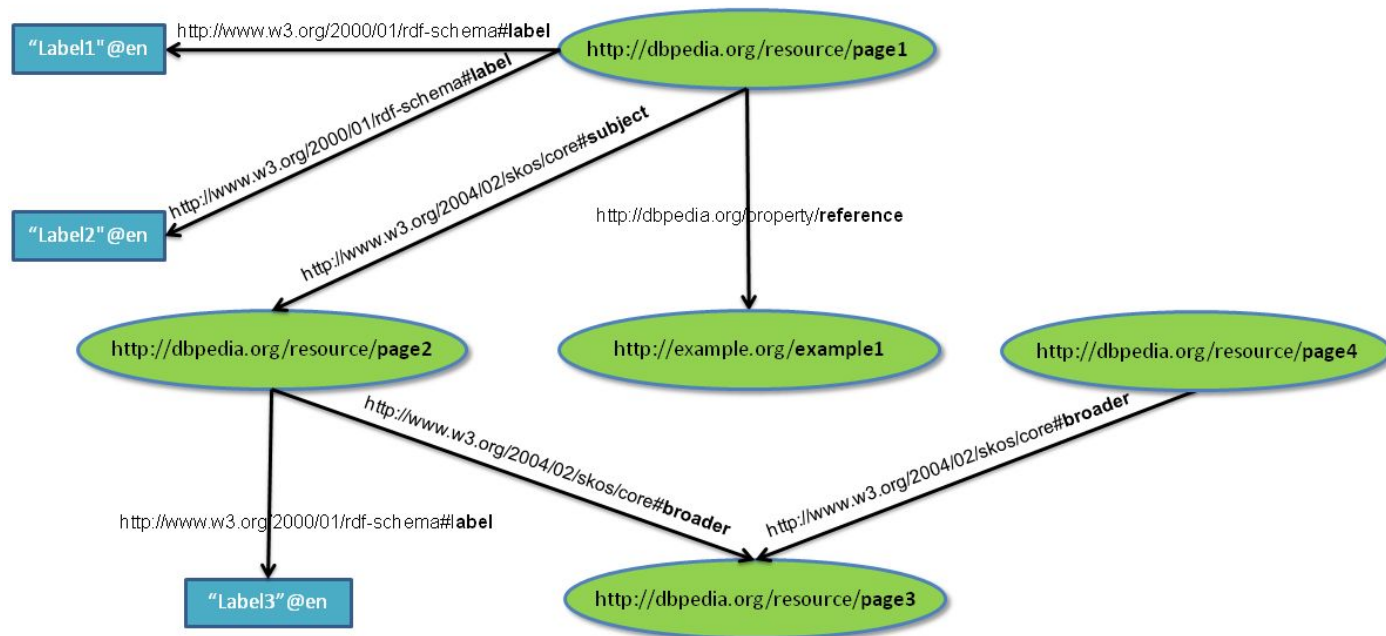 http://www.w3.org/2000/01/rdf-schema#label
“Label1"@en
http://dbpedia.org/resource/page1
http://www.w3.org/2000/01/rdf-schema#label
http://www.w3.org/2004/02/skos/core#subject
http://dbpedia.org/property/reference
“Label2"@en
http://dbpedia.org/resource/page2
http://example.org/example1
http://dbpedia.org/resource/page4
http://www.w3.org/2004/02/skos/core#broader
http://www.w3.org/2004/02/skos/core#broader
http://www.w3.org/2000/01/rdf-schema#label
“Label3”@en
http://dbpedia.org/resource/page3